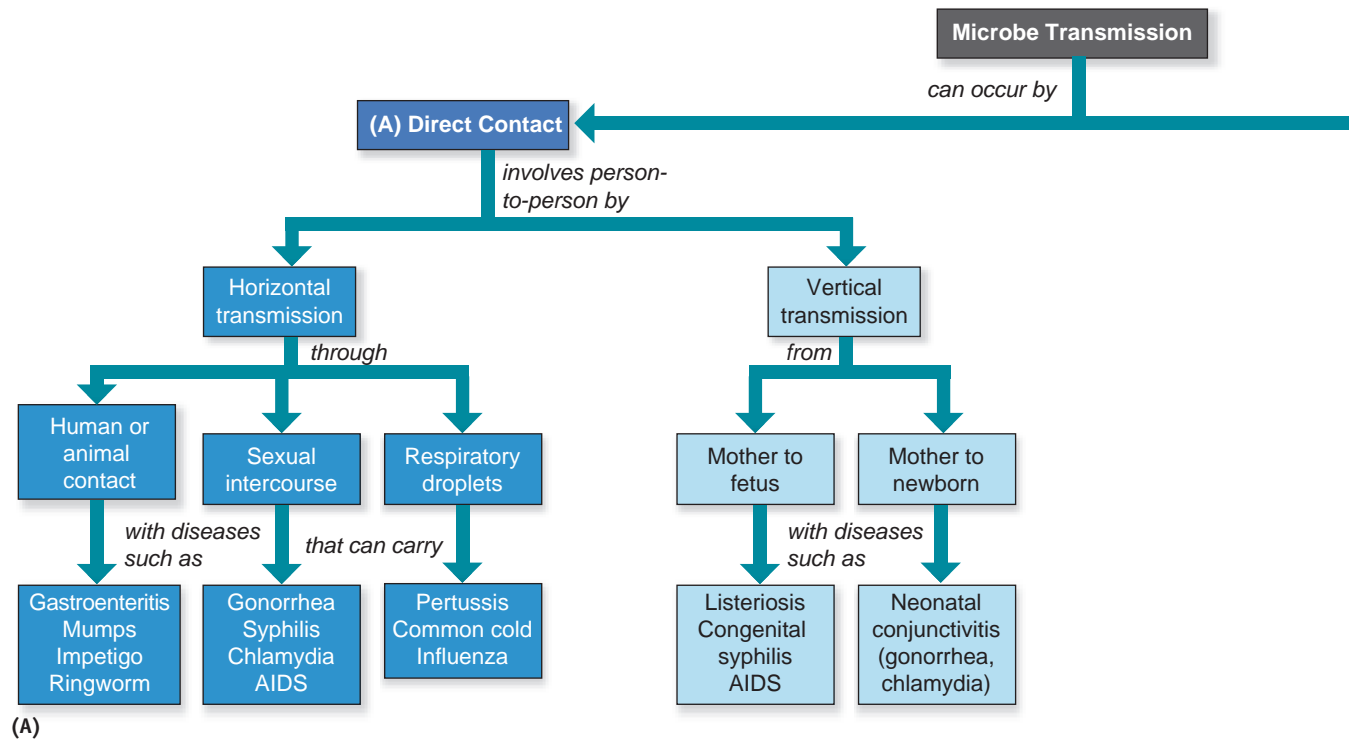 Microbe Transmission
can occur by
(A) Direct Contact
involves person-
to-person by
Horizontal
transmission
Vertical
transmission
through
from
Human or
animal
contact
Sexual
intercourse
Respiratory
droplets
Mother to
fetus
Mother to
newborn
with diseases
such as
that can carry
with diseases
such as
Gastroenteritis
Mumps
Impetigo
Ringworm
Gonorrhea
Syphilis
Chlamydia
AIDS
Pertussis
Common cold
Influenza
Listeriosis
Congenital
syphilis
AIDS
Neonatal
conjunctivitis
(gonorrhea,
chlamydia)
(A)